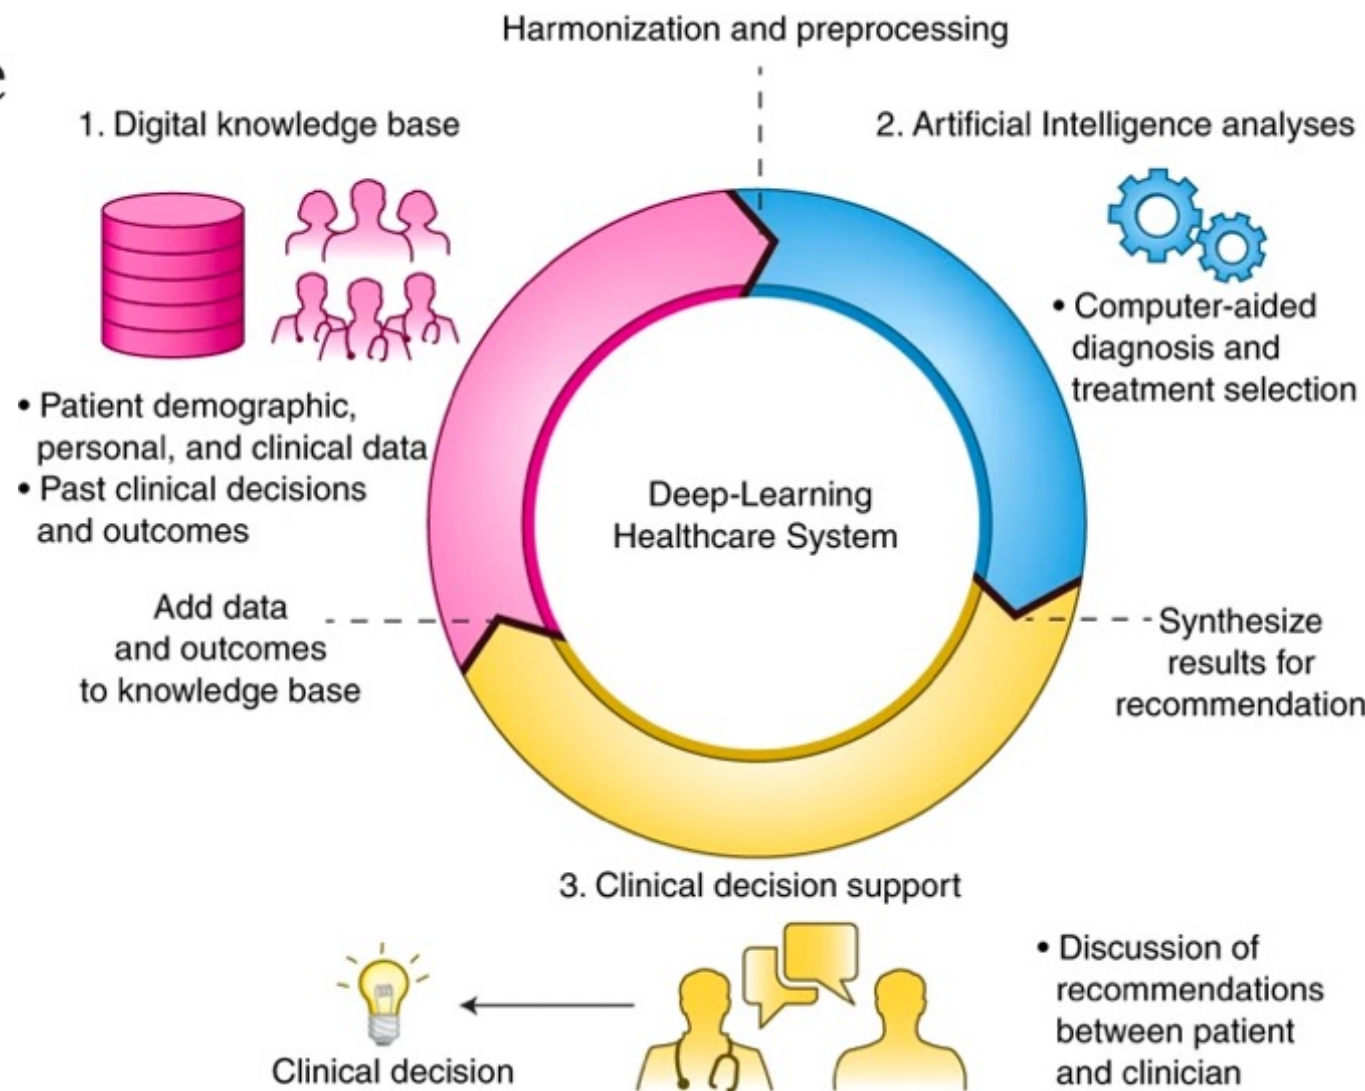 e
Harmonization and preprocessing
1. Digital knowledge base
2. Artificial Intelligence analyses
• Computer-aided
diagnosis and
treatment selection
• Patient demographic,
personal, and clinical data
• Past clinical decisions
and outcomes
Deep-Learning
Healthcare System
Add data
and outcomes
to knowledge base
Synthesize
results for
recommendation
3. Clinical decision support
• Discussion of
recommendations
between patient
and clinician
Clinical decision